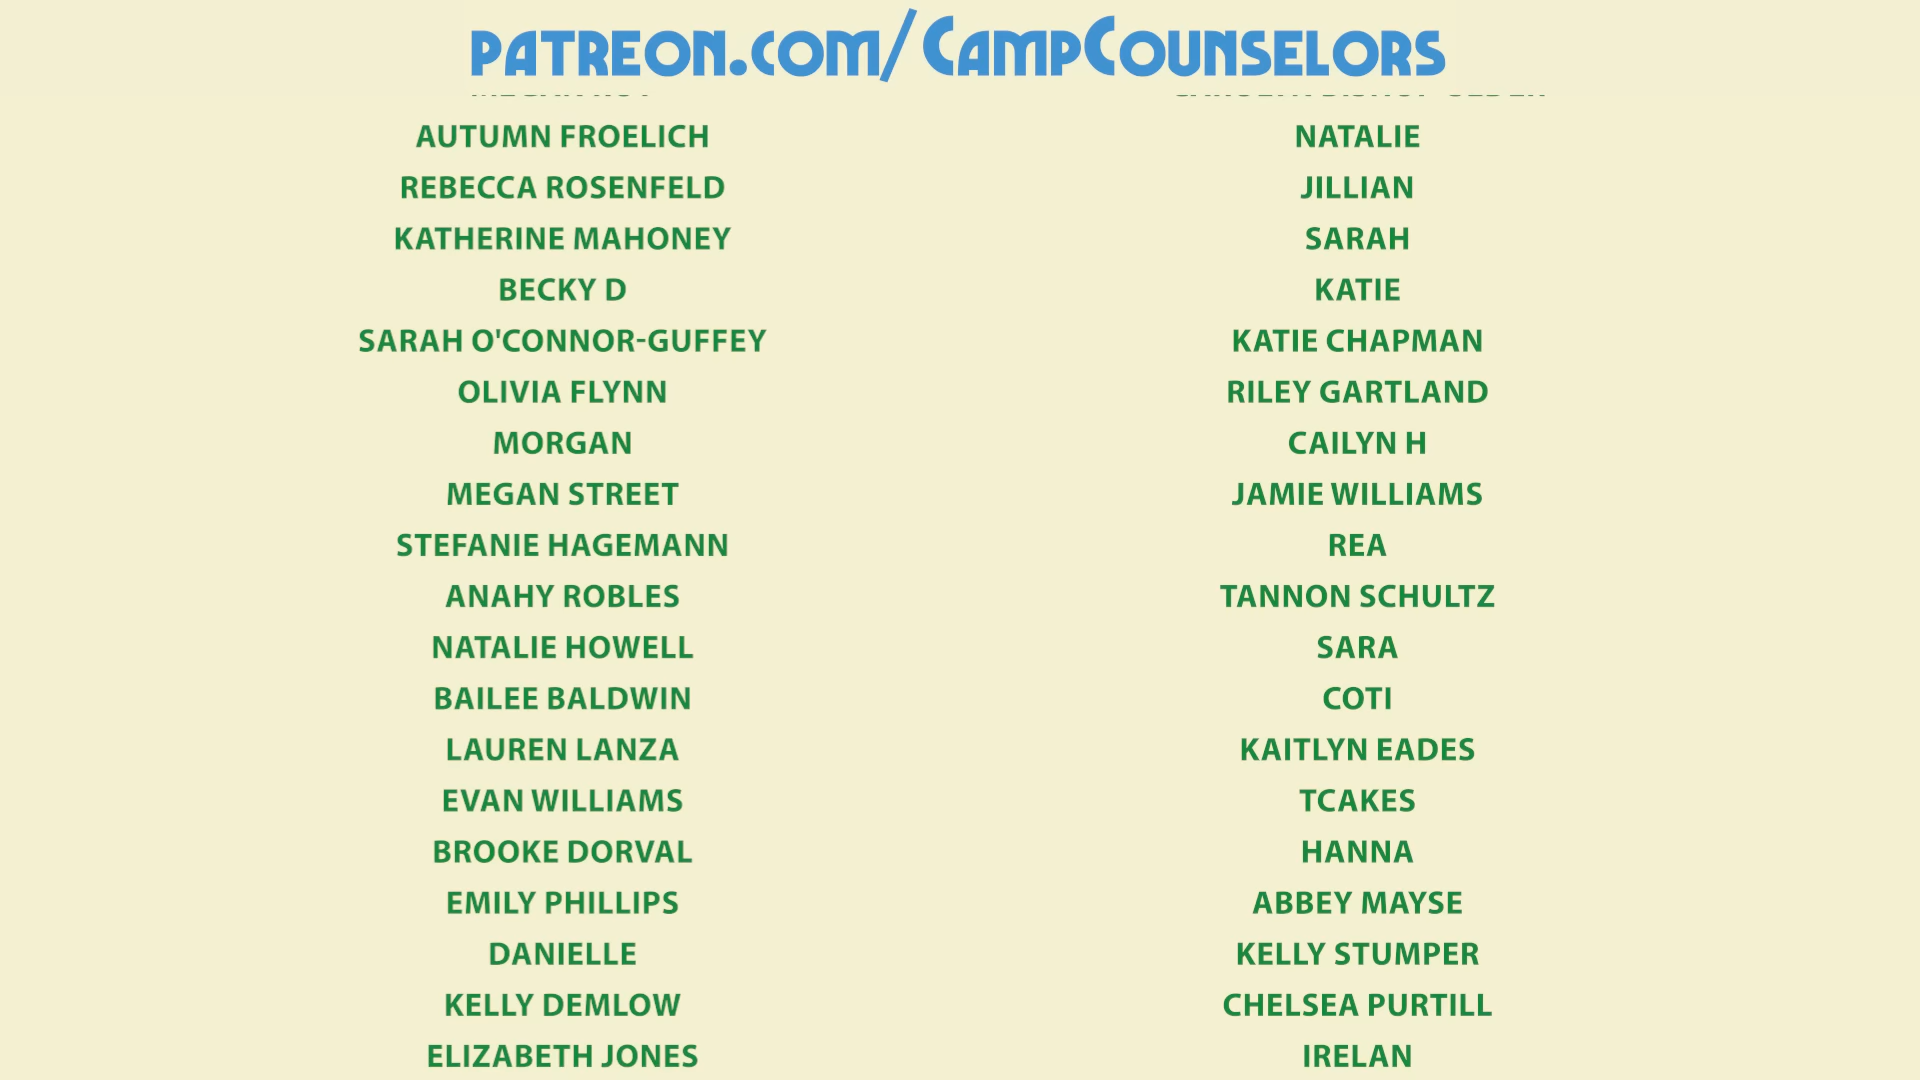 PATREON.COM/CAMPCOUNSELORS
AUTUMN FROELICH
REBECCA ROSENFELD
KATHERINE MAHONEY
BECKY D
SARAH O'CONNOR-GUFFEY
OLIVIA FLYNN
MORGAN
MEGAN STREET
STEFANIE HAGEMANN
ANAHY ROBLES
NATALIE HOWELL
BAILEE BALDWIN
LAUREN LANZA
EVAN WILLIAMS
BROOKE DORVAL
EMILY PHILLIPS
DANIELLE
KELLY DEMLOW
ELIZABETH JONES
NATALIE
JILLIAN
SARAH
KATIE
KATIE CHAPMAN
RILEY GARTLAND
CAILYN H
JAMIE WILLIAMS
REA
TANNON SCHULTZ
SARA
COTI
KAITLYN EADES
TCAKES
HANNA
ABBEY MAYSE
KELLY STUMPER
CHELSEA PURTILL
IRELAN